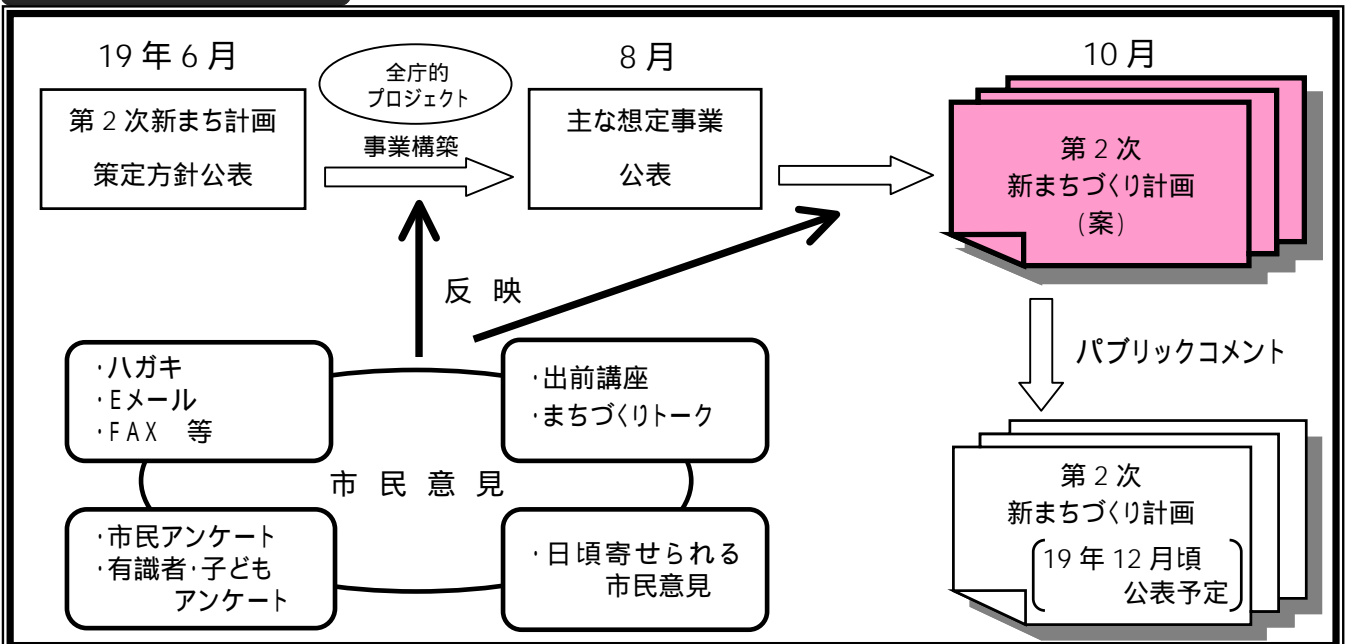 19年6月
第2次新まち計画
策定方針公表
全庁的
プロジェクト
事業構築
8月
主な想定事業
公表
10月
第2次
新まちづくり計画
(案)
反映
パブリックコメント
・ハガキ
・Eメール
・FAX 等
・出前講座
・まちづくりトーク
市民意見
・市民アンケート
・有識者・子ども
アンケート
・日頃寄せられる
市民意見
第2次
新まちづくり計画
19年12月頃
公表予定